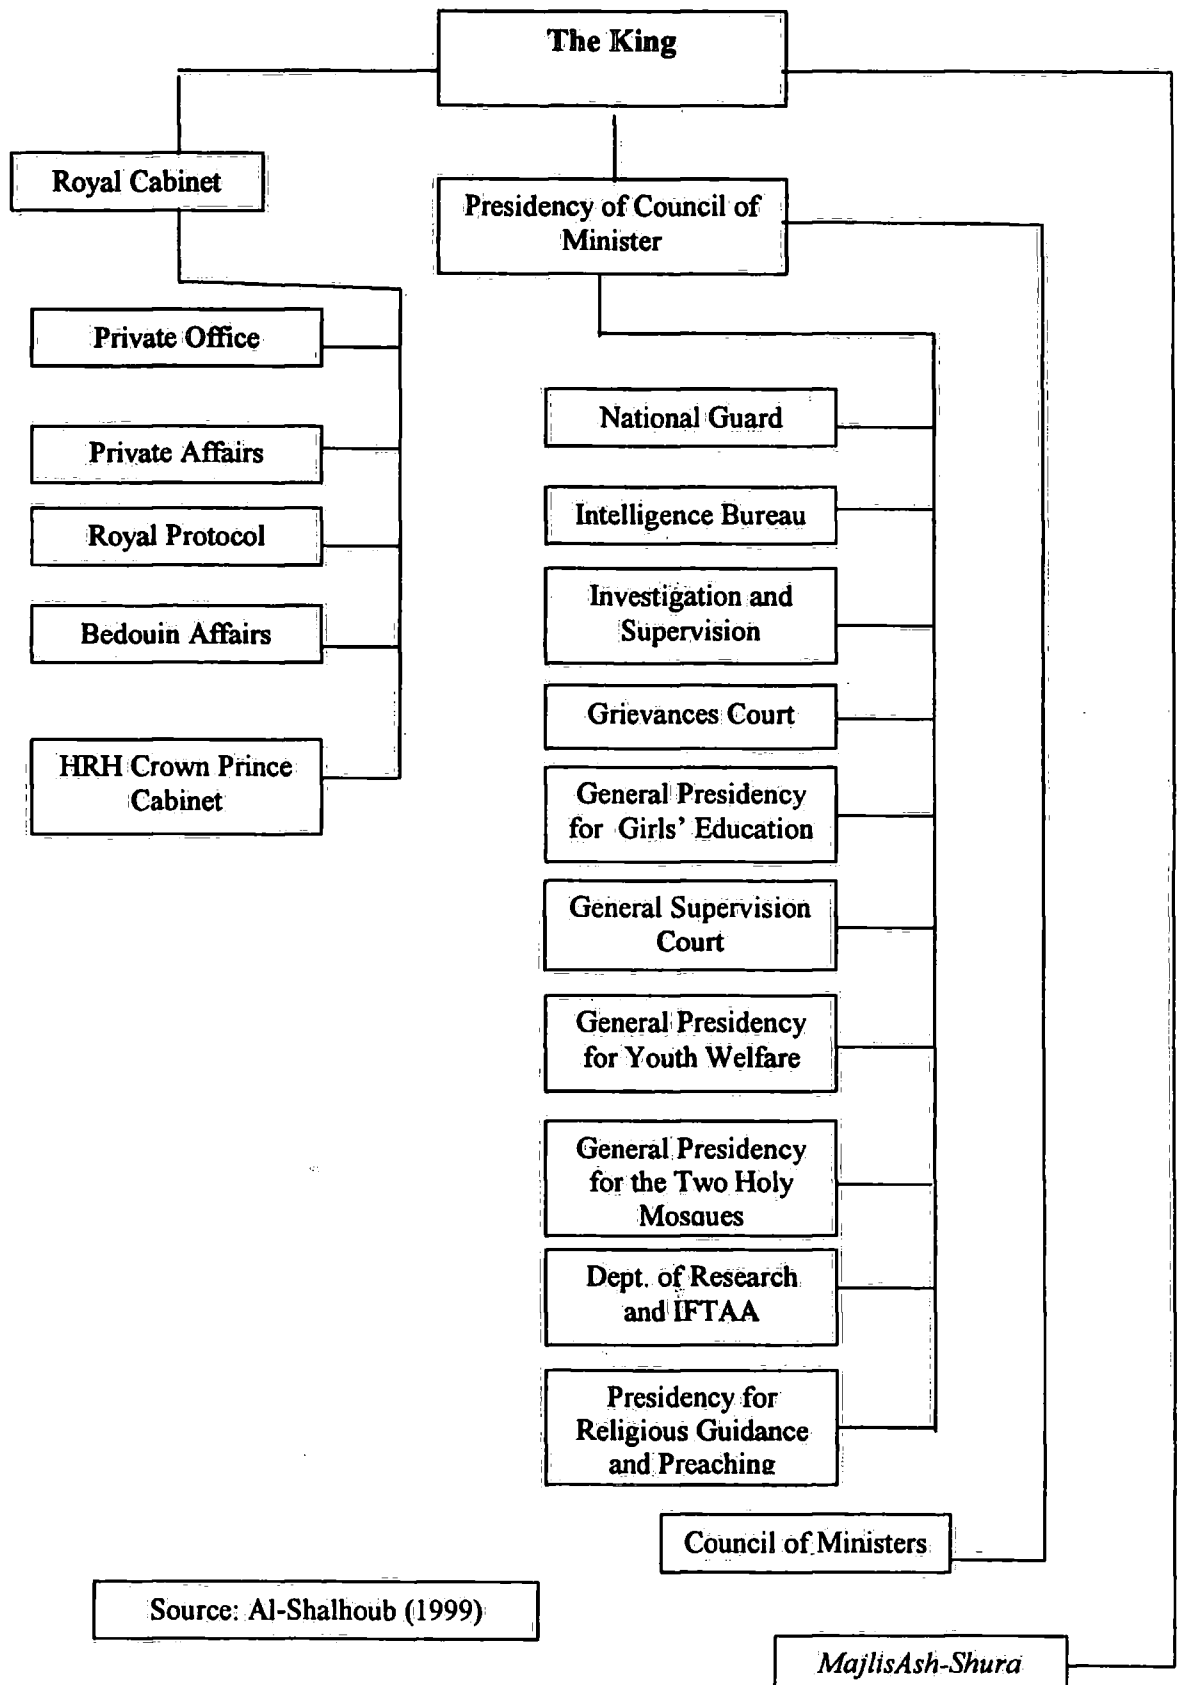 The King
Royal Cabinet
Presidency of Council of
Minister
Private Office
Private Affairs
Royal Protocol
Bedouin Affairs
HRH Crown Prince
Cabinet
National Guard
Intelligence Bureau
Investigation and
Supervision
Grievances Court
General Presidency
for Girls' Education
General Supervision
Court
General Presidency
for Youth Welfare
General Presidency
for the Two Holy
Mosques
Dept. of Research
and IFTAA
Presidency for
Religious Guidance
and Preaching
Council of Ministers
Source: Al-Shalhoub (1999)
MajlisAsh-Shura